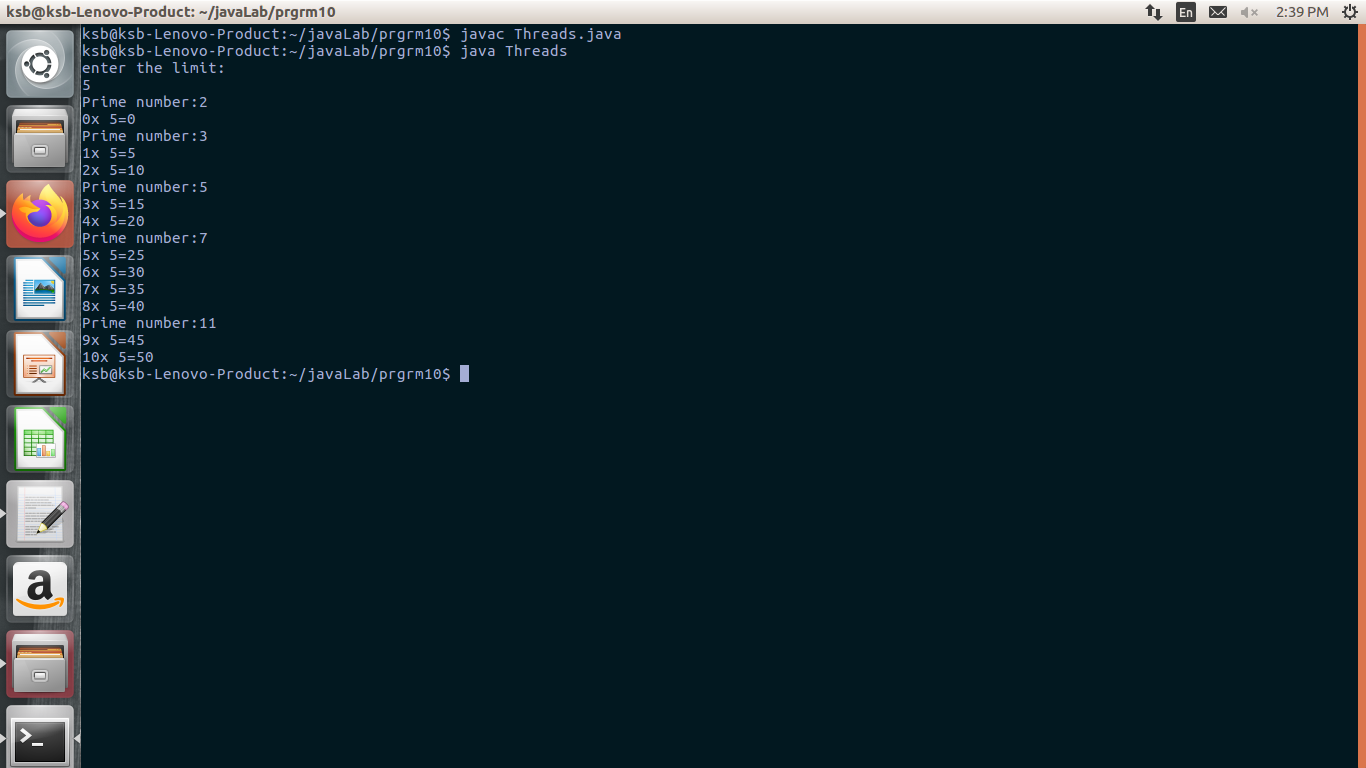 ksb@ksb-Lenovo-Product: ~/javaLab/prgrm10
En
2:39 PM
ksb@ksb-Lenovo-Product:~/javaLab/prgrm10$ javac Threads.java
ksb@ksb-Lenovo-Product:~/javaLab/prgrm10$ java Threads
enter the limit:
5
Prime number:2
0x 5=0
Prime number:3
1x 5=5
2x 5=10
Prime number:5
3x 5=15
4x 5=20
Prime number:7
5x 5=25
6x 5=30
7x 5=35
8x 5=40
Prime number:11
9x 5=45
10x 5=50
ksb@ksb-Lenovo-Product:~/javaLab/prgrm10$
a
>_